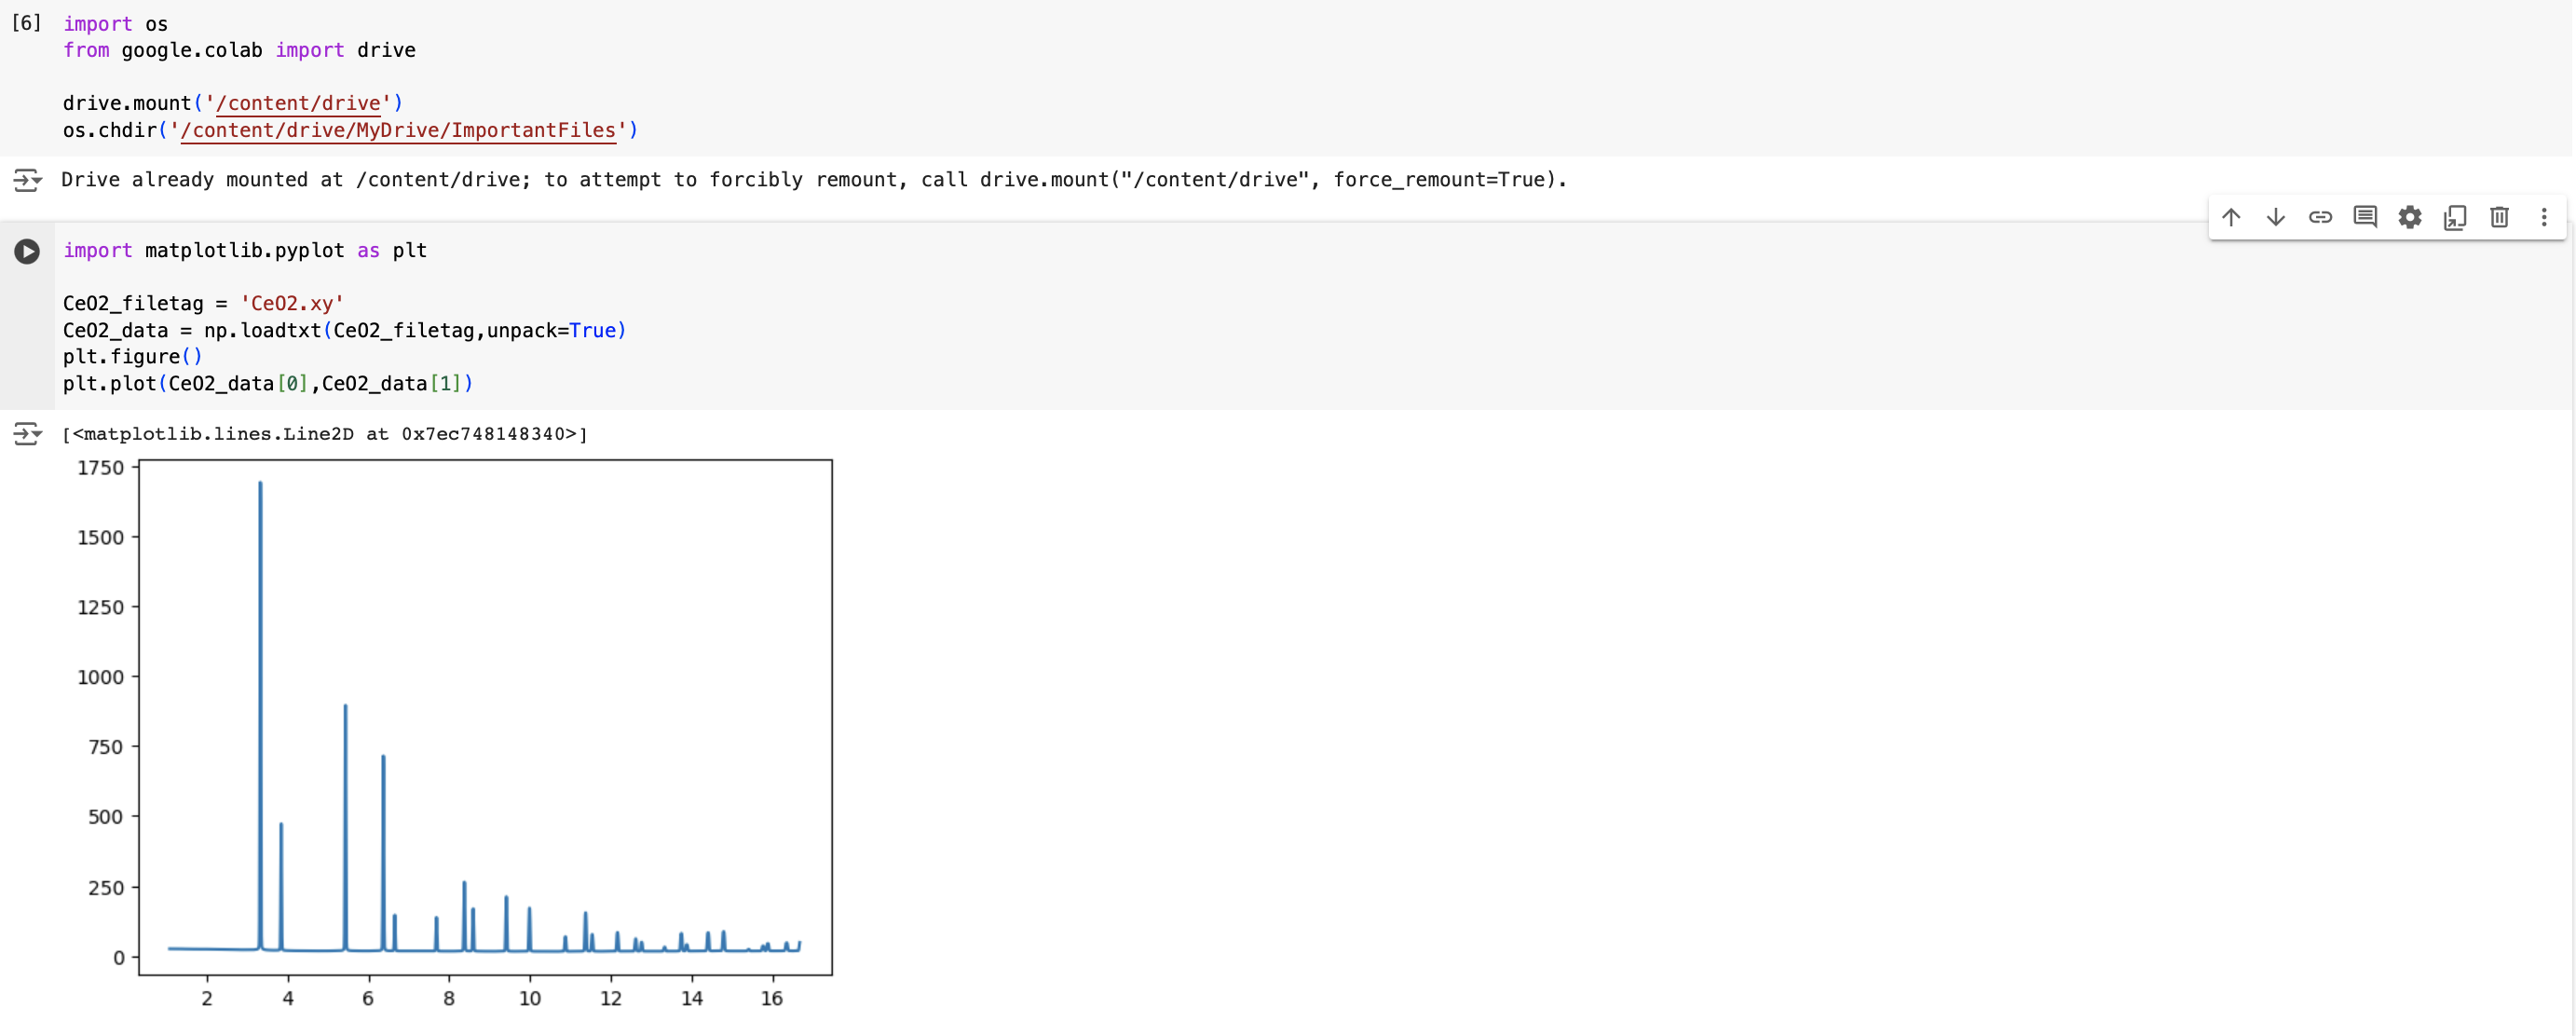 [6] import os
from google.colab import drive
drive.mount('/content/drive')
os.chdir('/content/drive/MyDrive/ImportantFiles')
Drive already mounted at /content/drive; to attempt to forcibly remount, call drive.mount("/content/drive", force_remount=True).
import matplotlib.pyplot as plt
CeO2_filetag = 'CeO2.xy'
CeO2_data = np.loadtxt(CeO2_filetag,unpack=True)
plt.figure()
plt.plot(CeO2_data[0],CeO2_data[1])
[<matplotlib.lines.Line2D at 0x7ec748148340>]
1750
1500
1250
1000
750
500
250
0
2 4 6 8 10 12 14 16